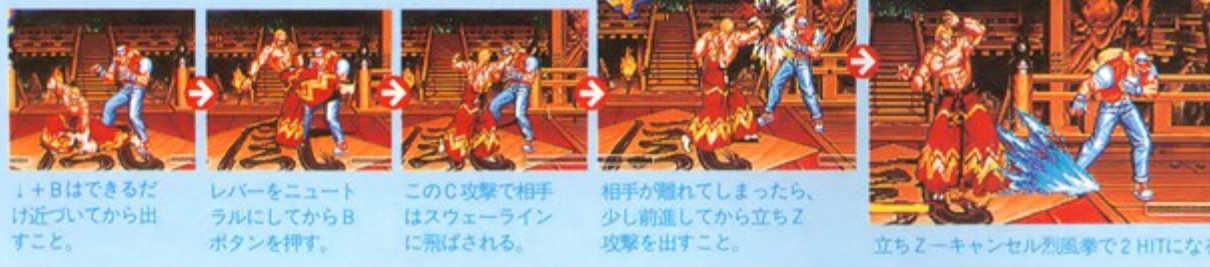 ↓+Bはできるだ
け近づいてから出
すこと。
レバーをニュート
ラルにしてからB
ボタンを押す。
このC攻撃で相手
はスウェーライン
に飛ばされる。
相手が離れてしまったら、
少し前進してから立ちZ
攻撃を出すこと。
立ちZーキャンセル烈風拳で2HITになる